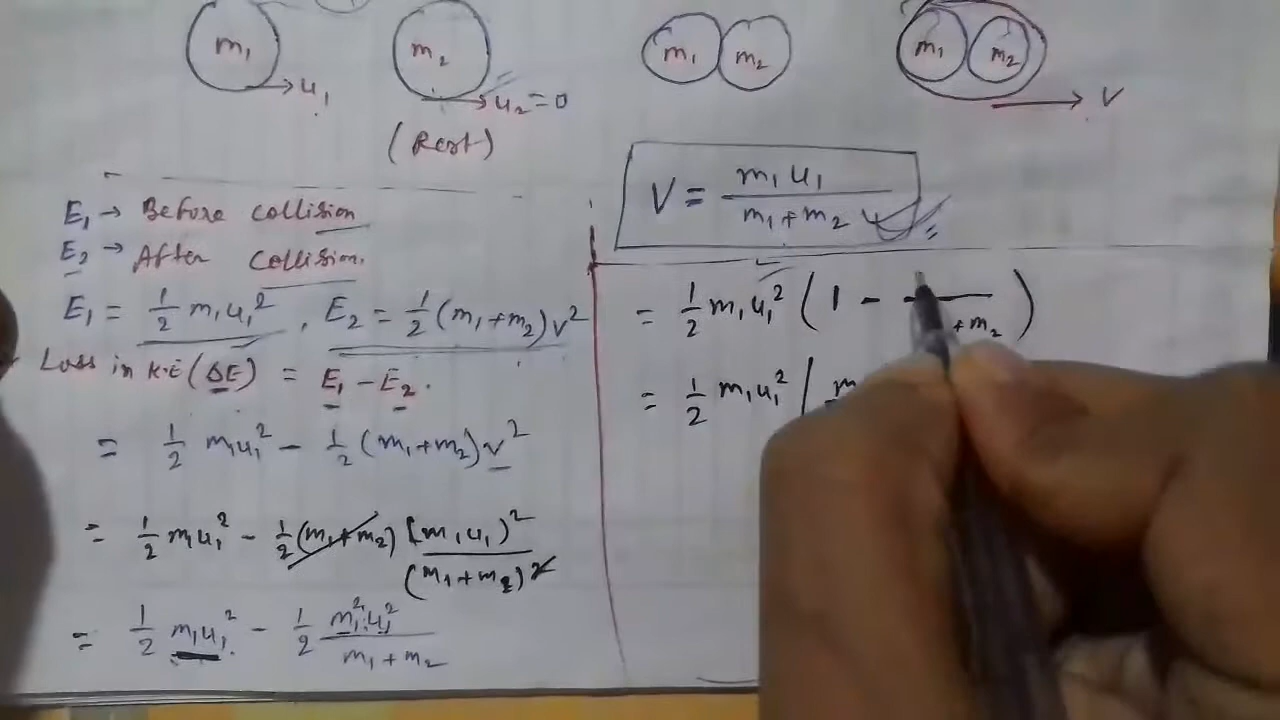 m₁ m₂ m₁ m₂ m₁ m₂
u₁ u₂ = 0 V
(Rest)
E₁ → Before collision
E₂ → After collision.
E₁ = 1/2 m₁u₁² , E₂ = 1/2 (m₁+m₂) v²
Loss in K.E (ΔE) = E₁ - E₂.
= 1/2 m₁u₁² - 1/2 (m₁+m₂) v²
= 1/2 m₁u₁² - 1/2 (m₁+m₂) (m₁u₁)² / (m₁+m₂)²
= 1/2 m₁u₁² - 1/2 m₁²u₁² / m₁+m₂
V = m₁u₁ / m₁+m₂
= 1/2 m₁u₁² ( 1 - +m₂ )
= 1/2 m₁u₁² ( m